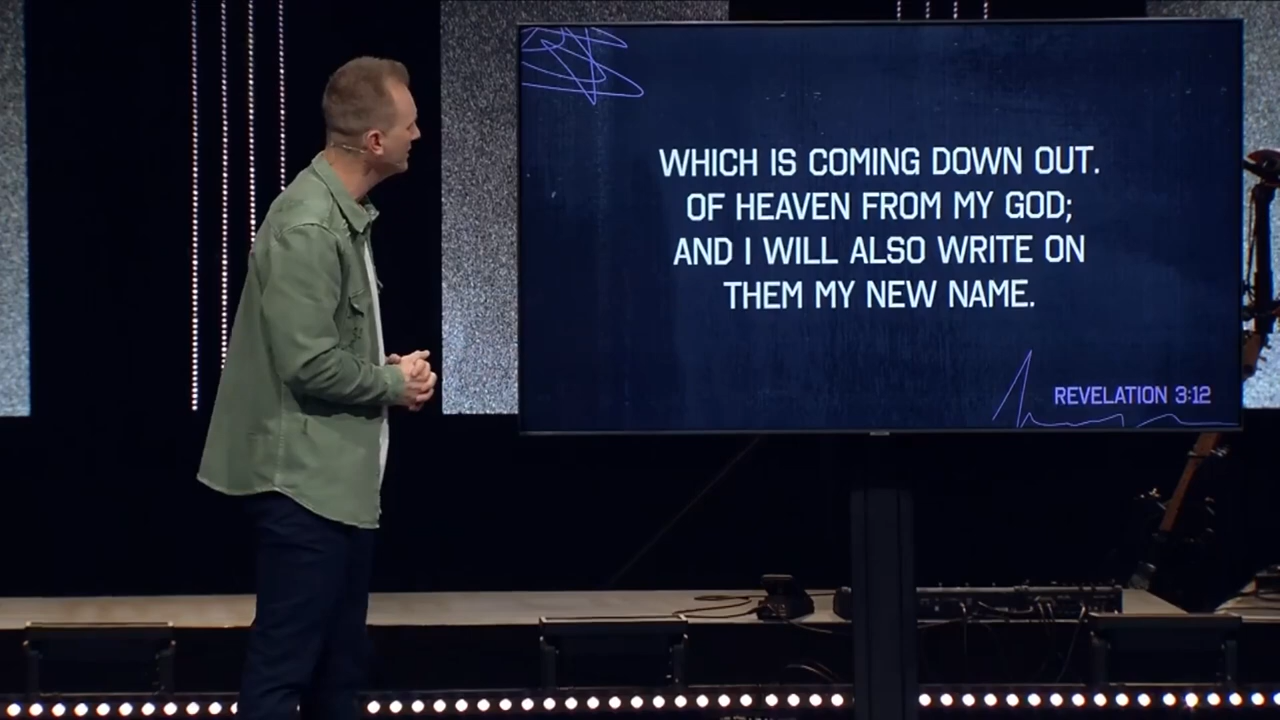 WHICH IS COMING DOWN OUT.
OF HEAVEN FROM MY GOD;
AND I WILL ALSO WRITE ON
THEM MY NEW NAME.
REVELATION 3:12